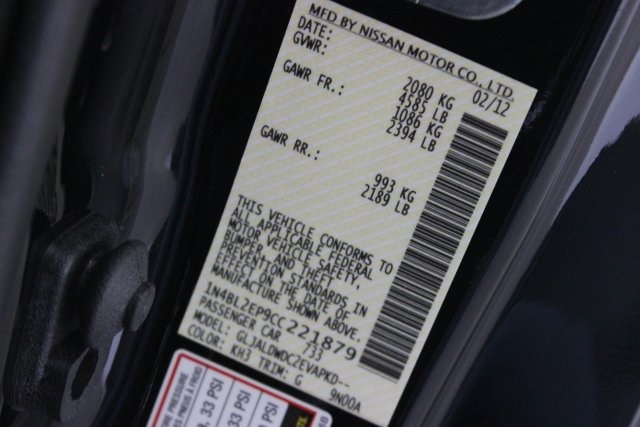 MFD BY NISSAN MOTOR CO., LTD.
DATE: 02/12
GVWR: 2080 KG
4585 LB
GAWR FR.: 1086 KG
2394 LB
GAWR RR.: 993 KG
2189 LB
THIS VEHICLE CONFORMS TO
ALL APPLICABLE FEDERAL
MOTOR VEHICLE SAFETY,
BUMPER, AND THEFT
PREVENTION STANDARDS IN
EFFECT ON THE DATE OF
MANUFACTURE SHOWN ABOVE.
1N4BL2EP9CC221879
PASSENGER CAR 733
MODEL: GLJALDWDC2EVAPKD--
COLOR: KH3 TRIM: G 9N00A
PRESSURE
33 PSI
33 PSI
PSI